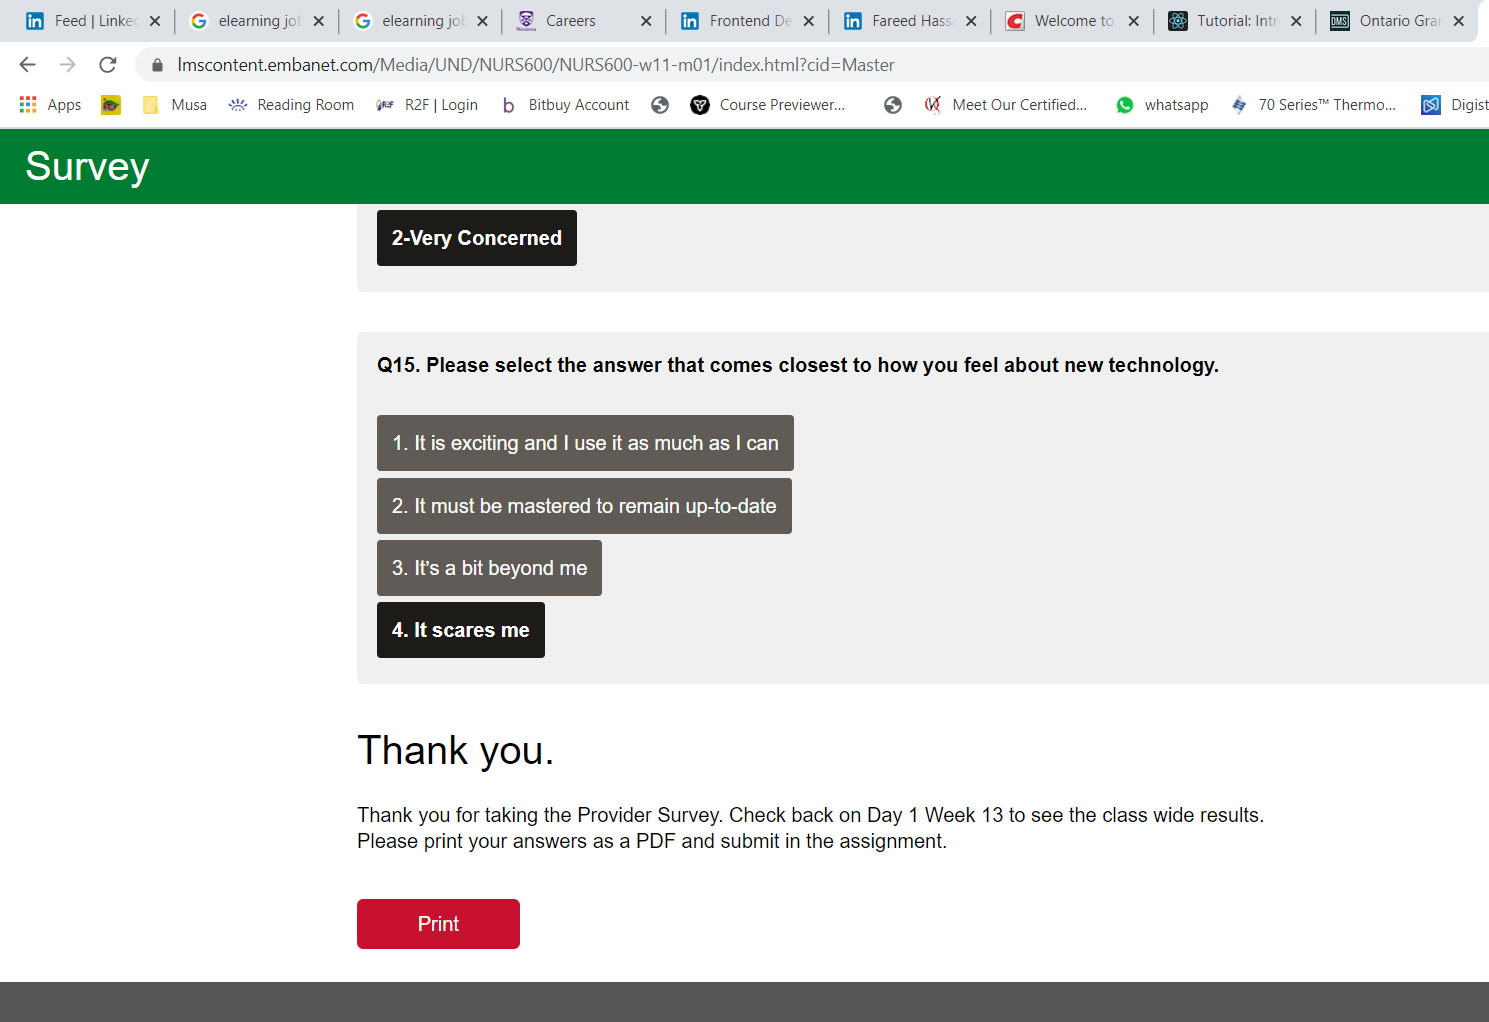 Feed | Linked elearning jo elearning jo Careers Frontend De Fareed Hass Welcome to Tutorial: Intr Ontario Gra
lmscontent.embanet.com/Media/UND/NURS600/NURS600-w11-m01/index.html?cid=Master
Apps Musa Reading Room R2F | Login Bitbuy Account Course Previewer... Meet Our Certified... whatsapp 70 Series™ Thermo... Digist
Survey
2-Very Concerned
Q15. Please select the answer that comes closest to how you feel about new technology.
1. It is exciting and I use it as much as I can
2. It must be mastered to remain up-to-date
3. It’s a bit beyond me
4. It scares me
Thank you.
Thank you for taking the Provider Survey. Check back on Day 1 Week 13 to see the class wide results.
Please print your answers as a PDF and submit in the assignment.
Print